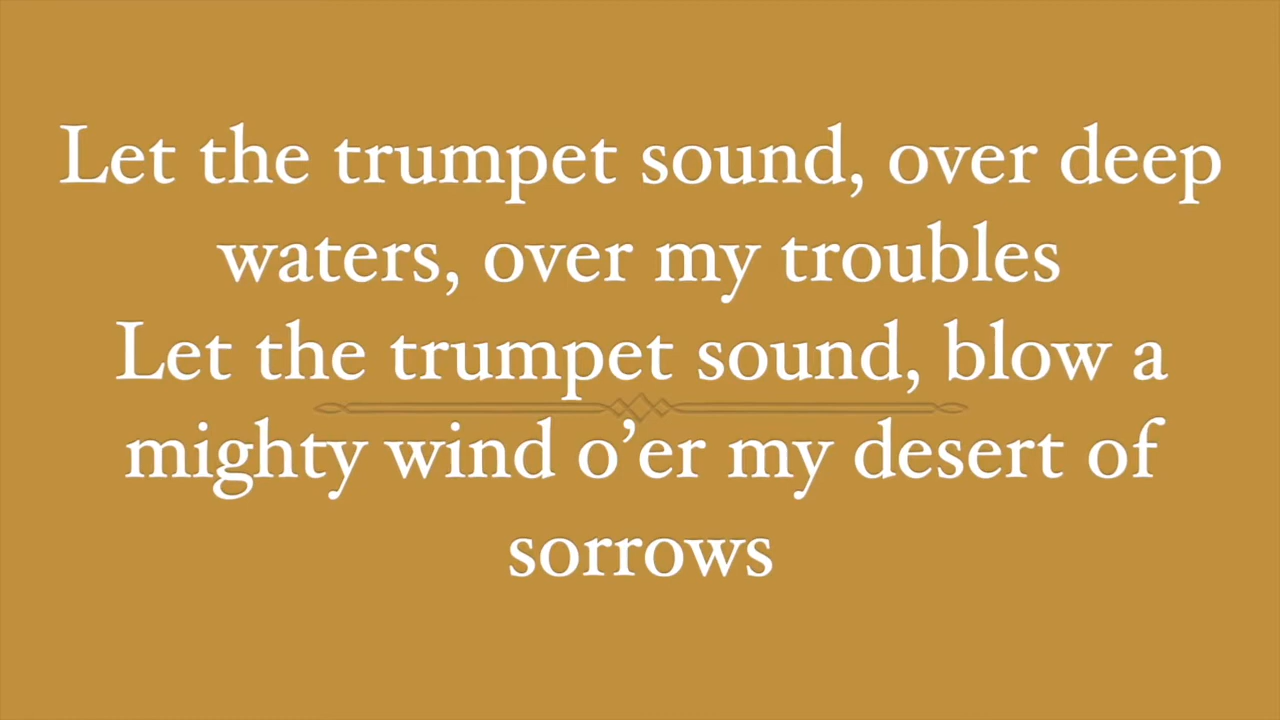 Let the trumpet sound, over deep
waters, over my troubles
Let the trumpet sound, blow a
mighty wind o’er my desert of
sorrows